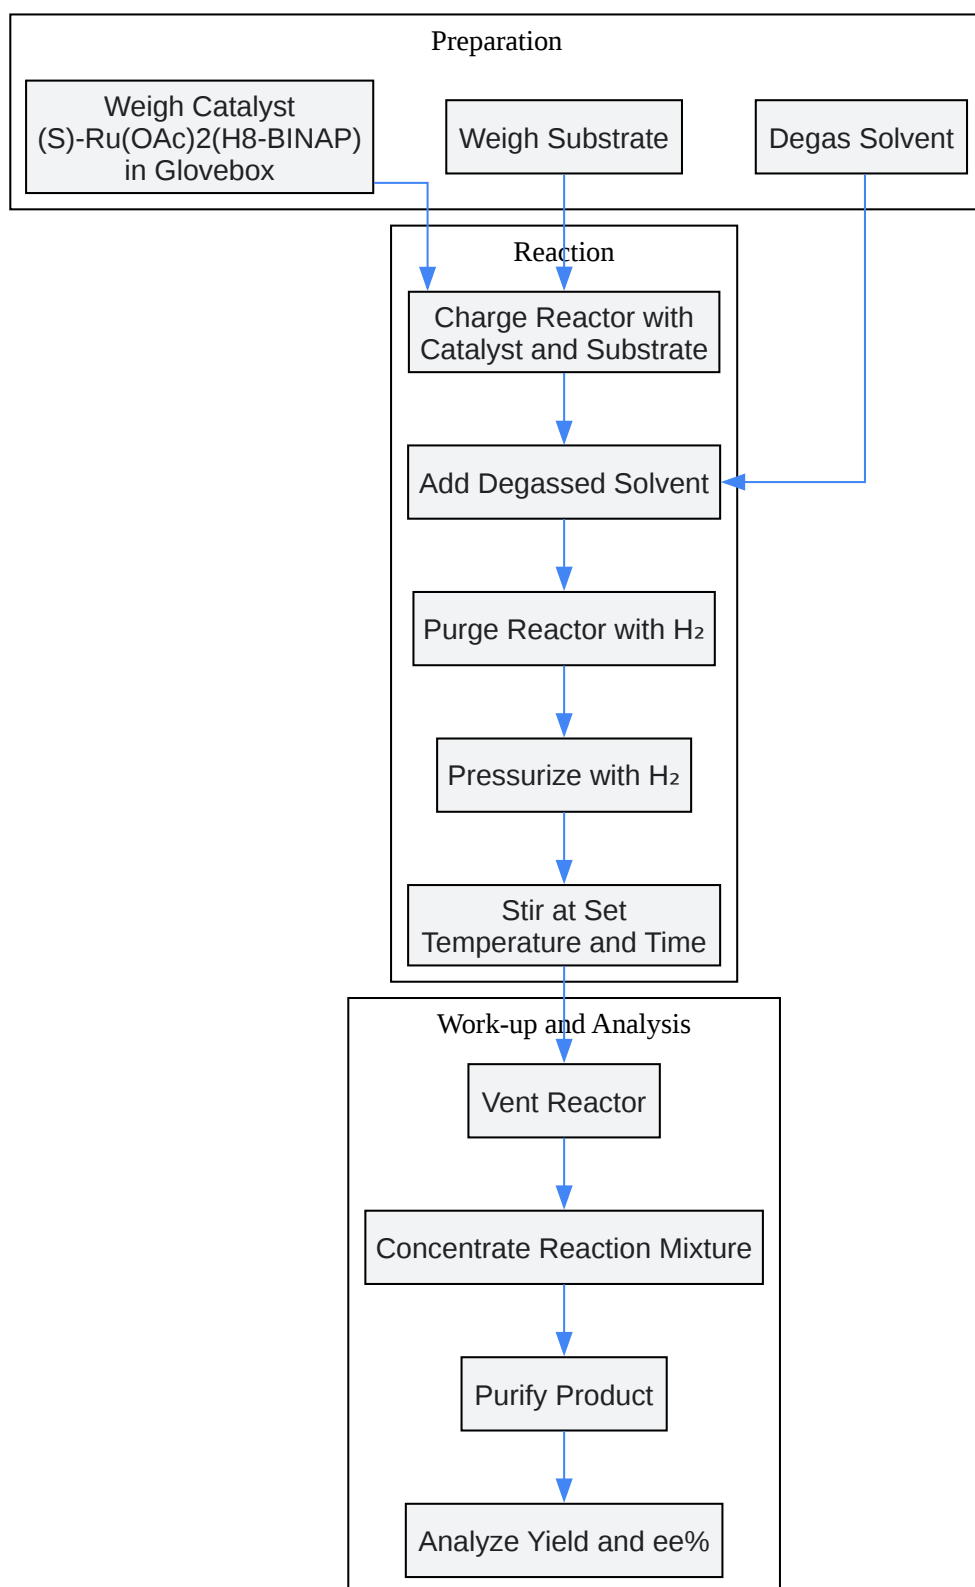 Preparation
Weigh Catalyst
(S)-Ru(OAc)2(H8-BINAP)
in Glovebox
Weigh Substrate
Degas Solvent
Reaction
Charge Reactor with
Catalyst and Substrate
Add Degassed Solvent
Purge Reactor with H₂
Pressurize with H₂
Stir at Set
Temperature and Time
Work-up and Analysis
Vent Reactor
Concentrate Reaction Mixture
Purify Product
Analyze Yield and ee%